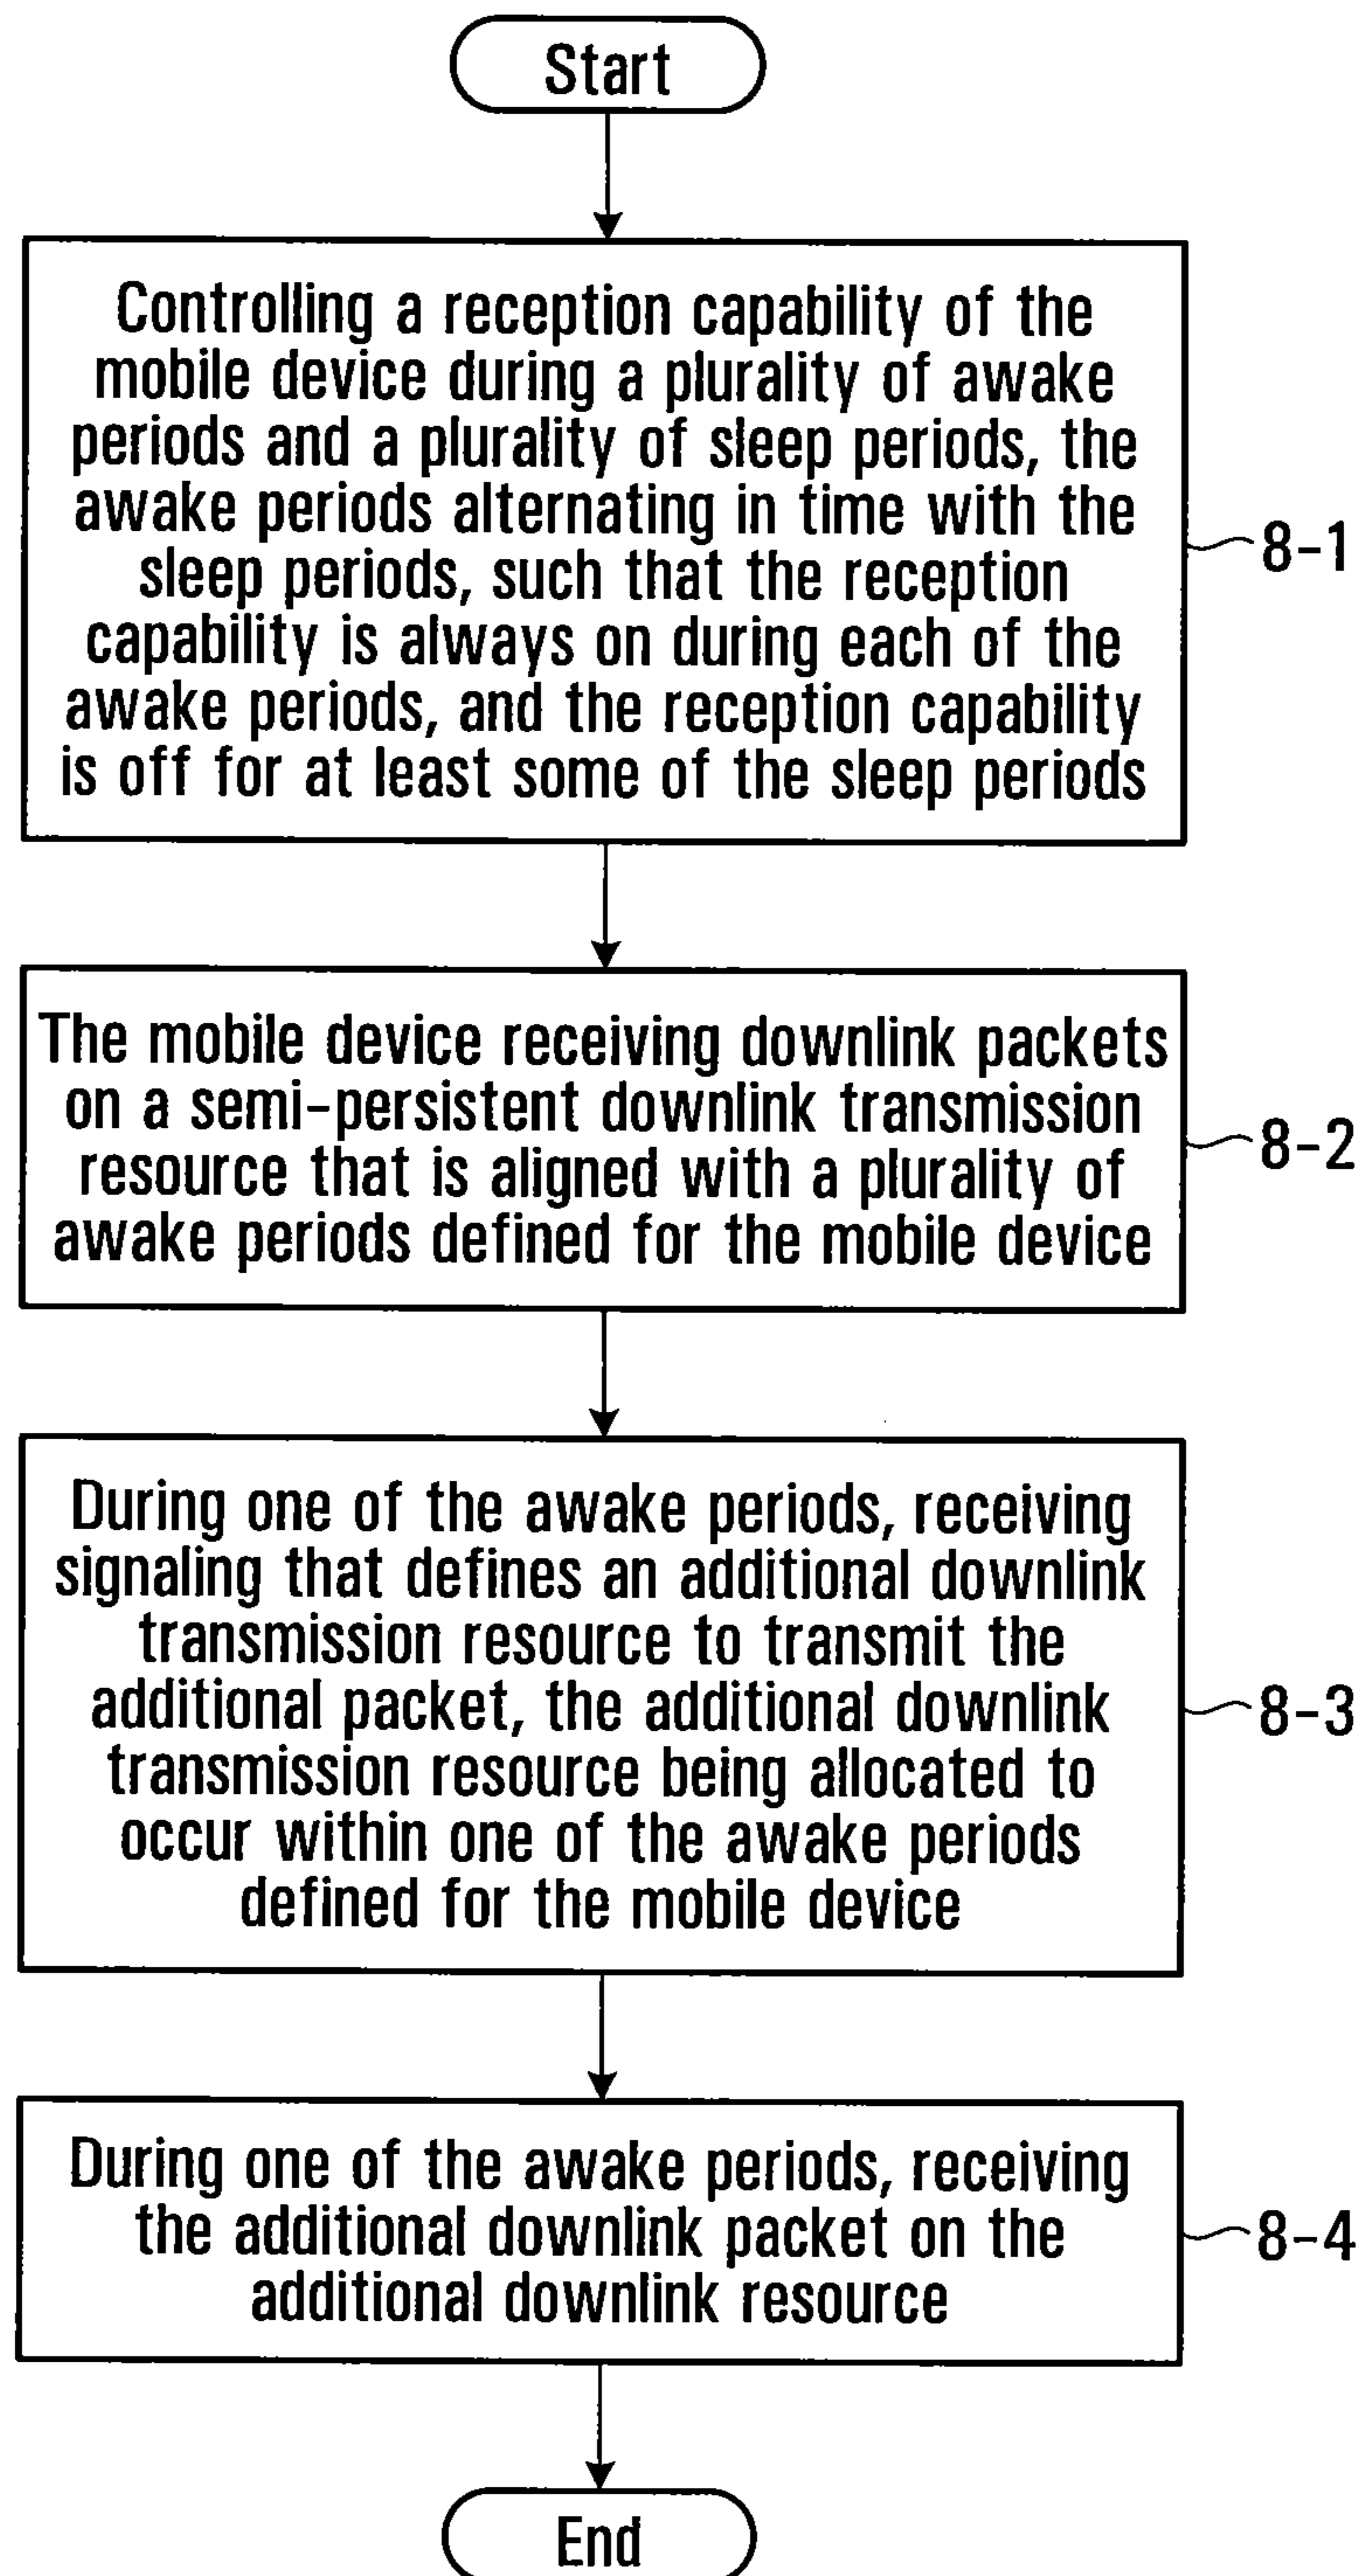 Start
Controlling a reception capability of the
mobile device during a plurality of awake
periods and a plurality of sleep periods, the
awake periods alternating in time with the
sleep periods, such that the reception
capability is always on during each of the
awake periods, and the reception capability
is off for at least some of the sleep periods
8-1
The mobile device receiving downlink packets
on a semi-persistent downlink transmission
resource that is aligned with a plurality of
awake periods defined for the mobile device
8-2
During one of the awake periods, receiving
signaling that defines an additional downlink
transmission resource to transmit the
additional packet, the additional downlink
transmission resource being allocated to
occur within one of the awake periods
defined for the mobile device
8-3
During one of the awake periods, receiving
the additional downlink packet on the
additional downlink resource
8-4
End